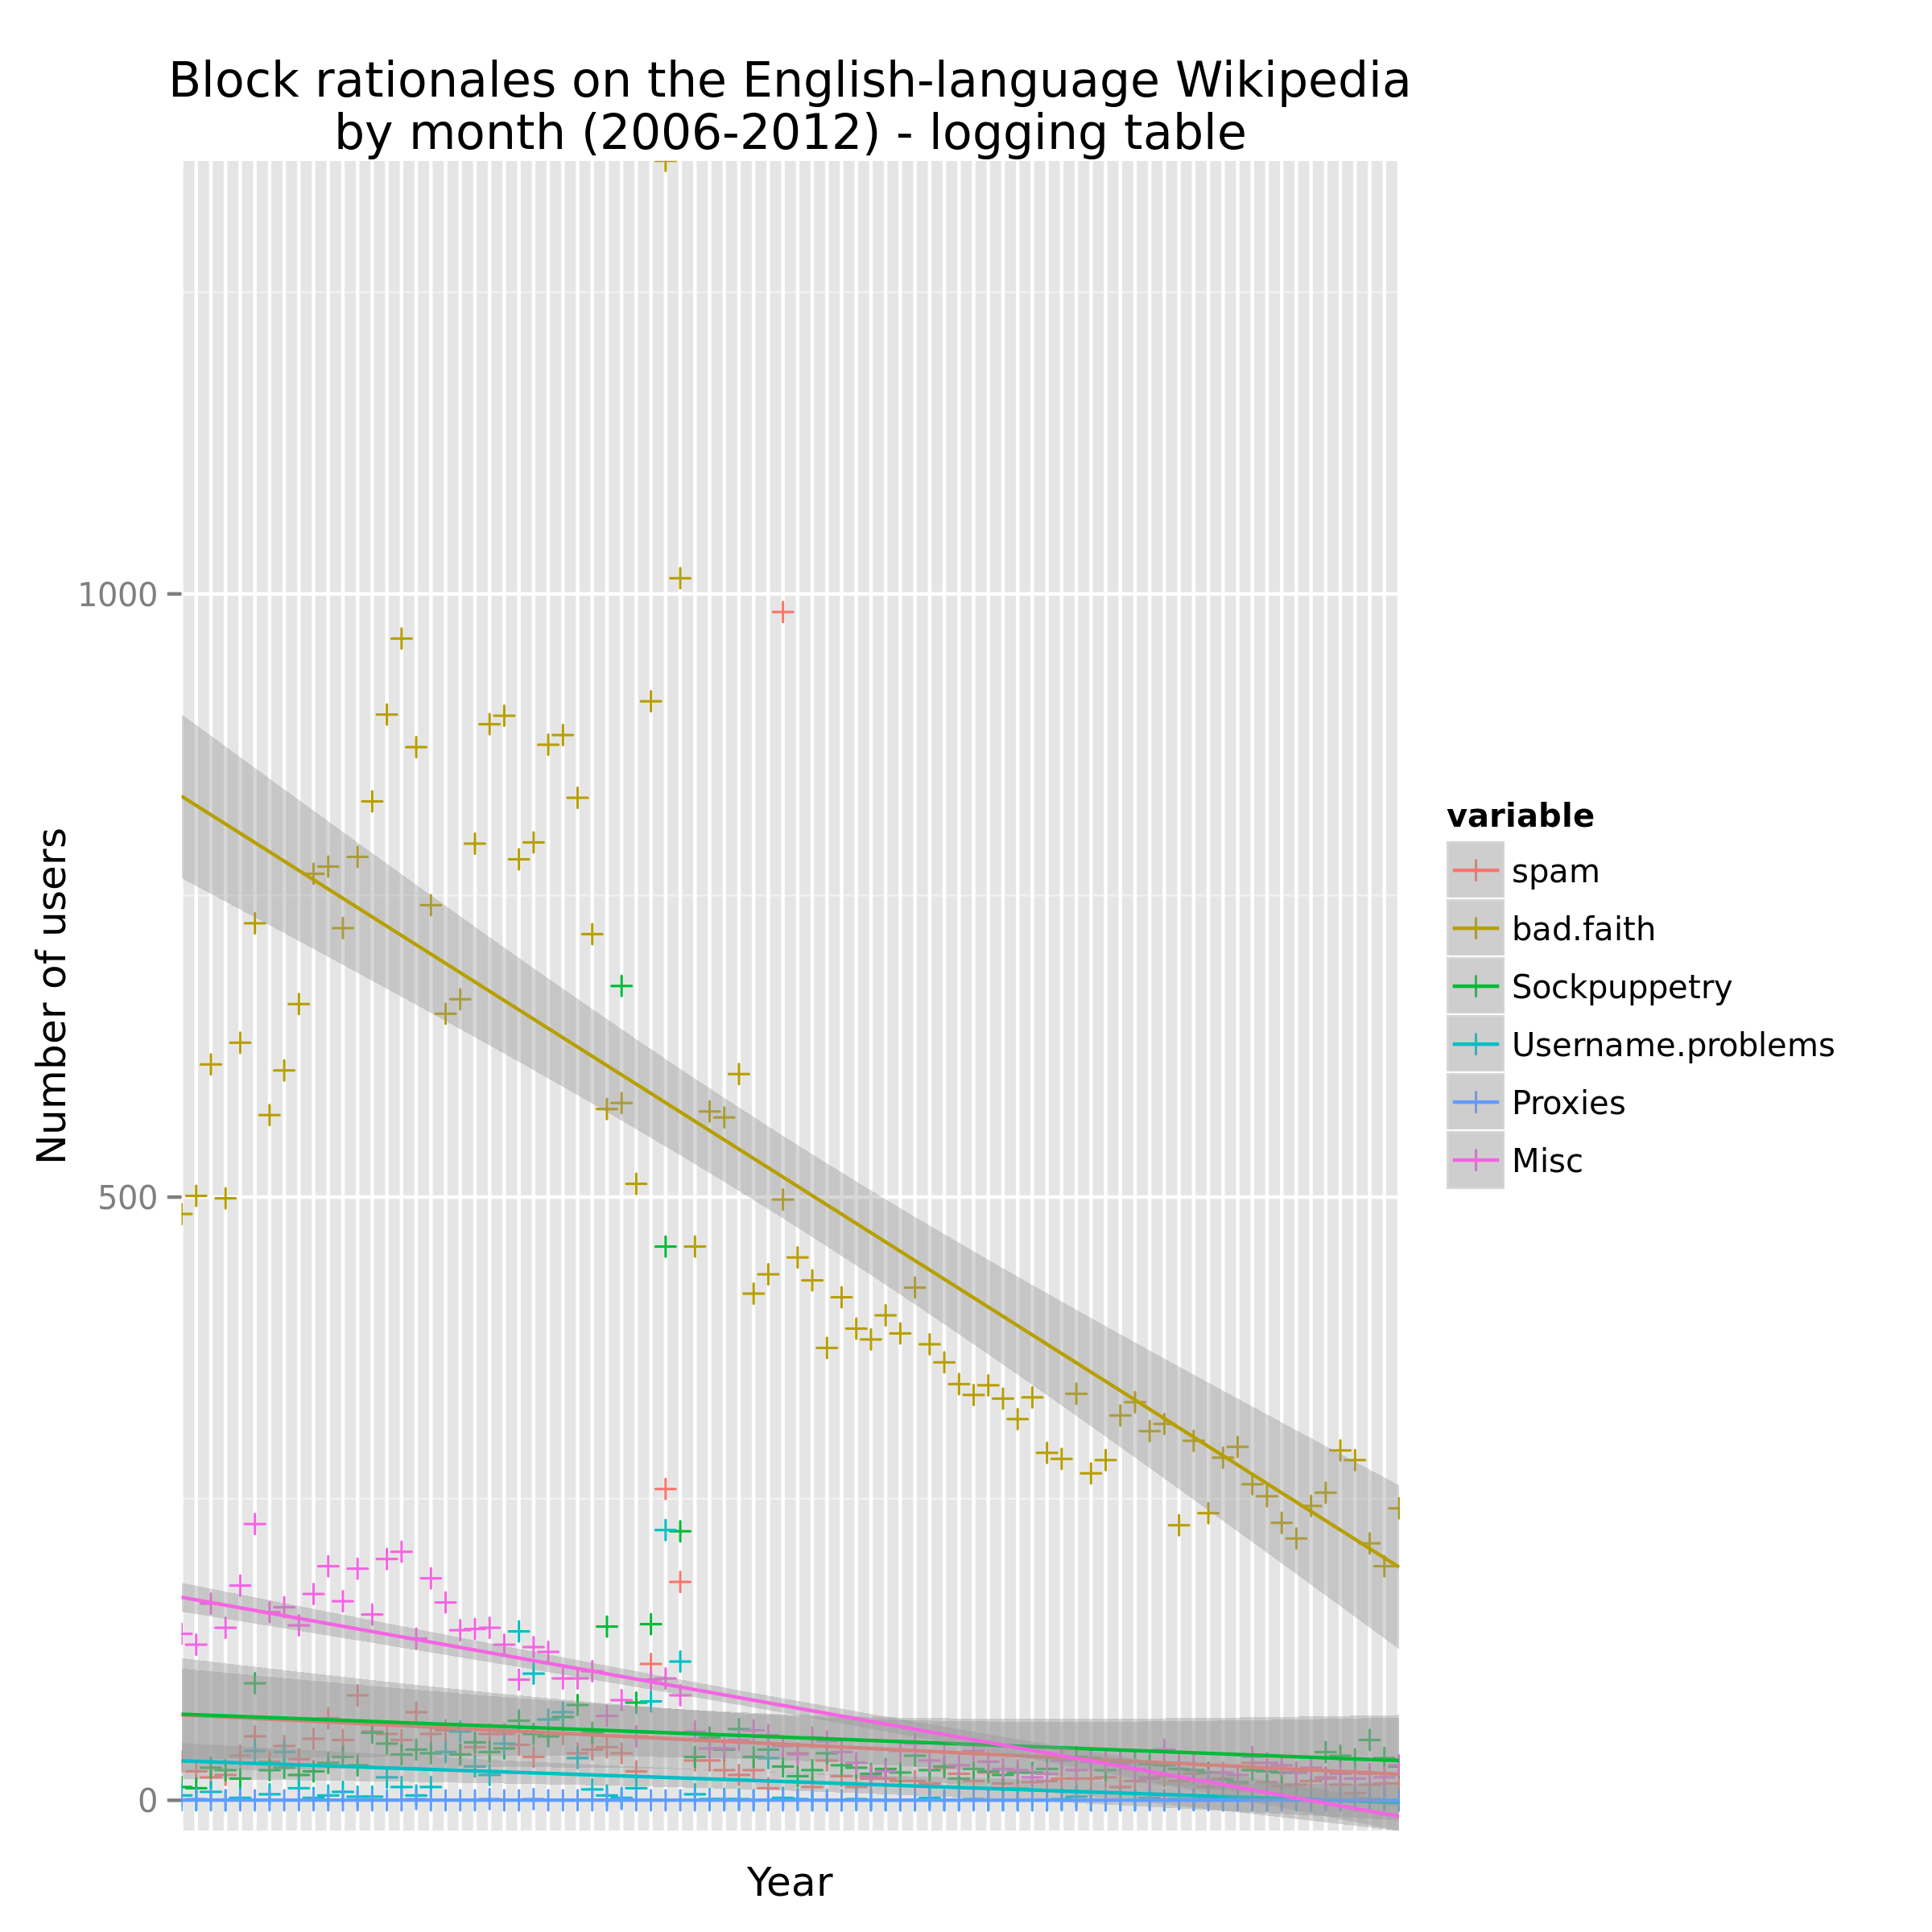 Block rationales on the English-language Wikipedia
by month (2006-2012) - logging table
Number of users
1000
500
0
Year
variable
spam
bad.faith
Sockpuppetry
Username.problems
Proxies
Misc